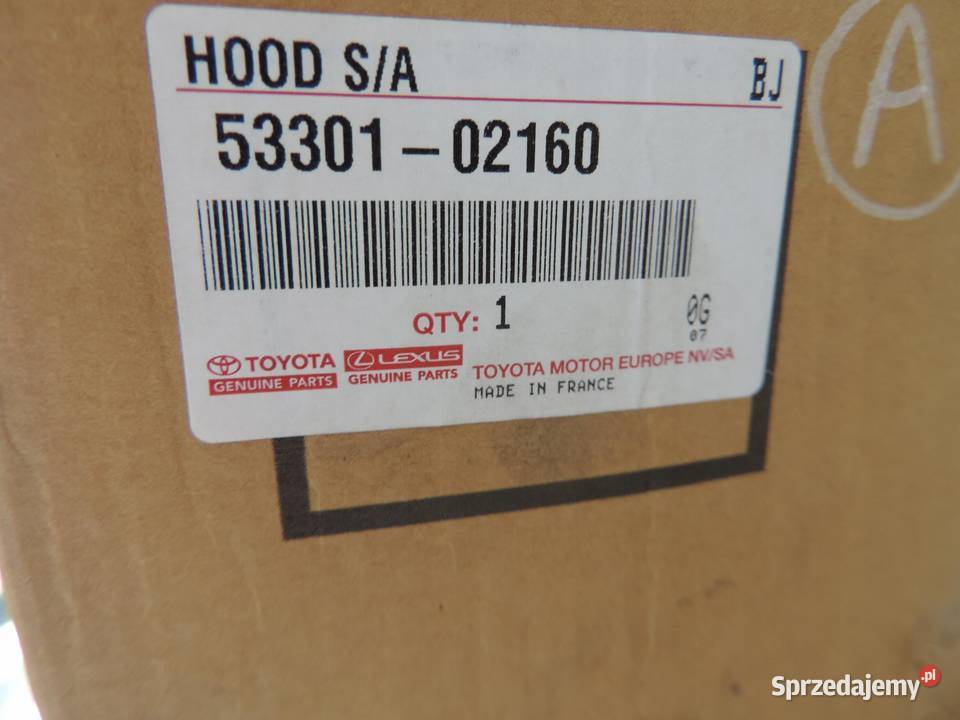 HOOD S/A
BJ
53301-02160
QTY: 1
0G
07
TOYOTA
GENUINE PARTS
LEXUS
GENUINE PARTS
TOYOTA MOTOR EUROPE NV/SA
MADE IN FRANCE
A
Sprzedajemy.pl